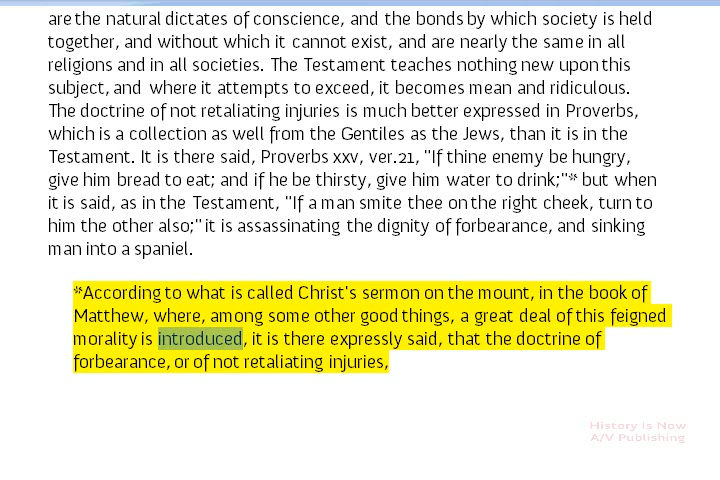 are the natural dictates of conscience, and the bonds by which society is held
together, and without which it cannot exist, and are nearly the same in all
religions and in all societies. The Testament teaches nothing new upon this
subject, and where it attempts to exceed, it becomes mean and ridiculous.
The doctrine of not retaliating injuries is much better expressed in Proverbs,
which is a collection as well from the Gentiles as the Jews, than it is in the
Testament. It is there said, Proverbs xxv, ver.21, "If thine enemy be hungry,
give him bread to eat; and if he be thirsty, give him water to drink;"* but when
it is said, as in the Testament, "If a man smite thee on the right cheek, turn to
him the other also;" it is assassinating the dignity of forbearance, and sinking
man into a spaniel.
*According to what is called Christ's sermon on the mount, in the book of
Matthew, where, among some other good things, a great deal of this feigned
morality is introduced, it is there expressly said, that the doctrine of
forbearance, or of not retaliating injuries,
History Is Now
A/V Publishing